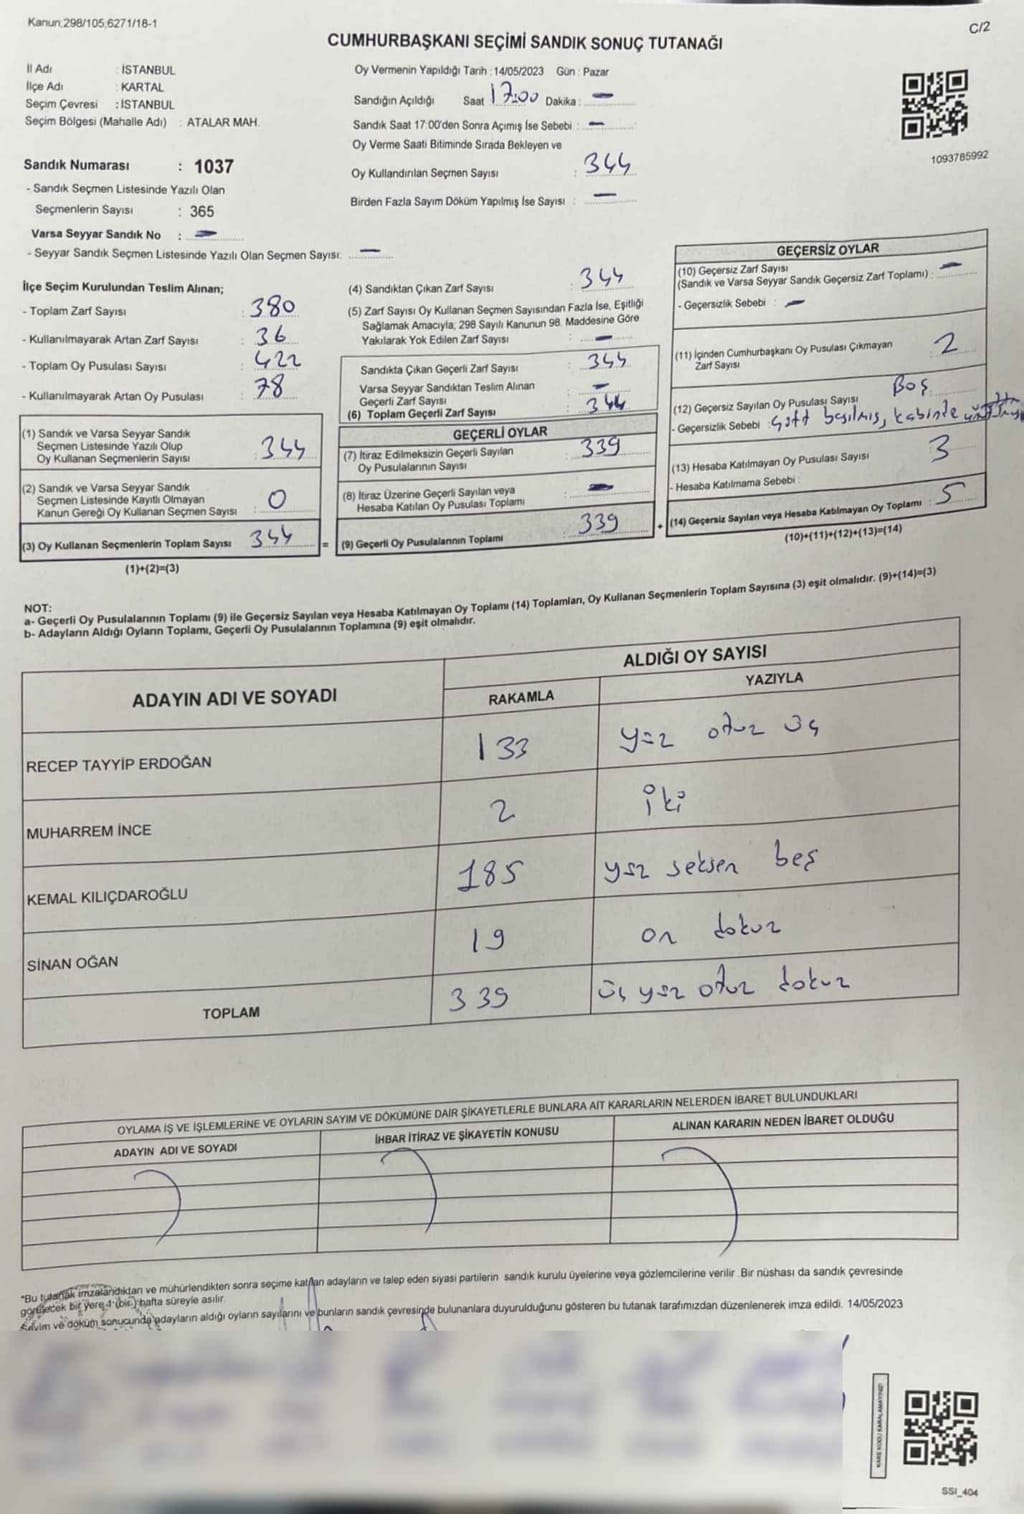 Kanun;298/105;6271/18-1
C/2
CUMHURBAŞKANI SEÇİMİ SANDIK SONUÇ TUTANAĞI
İl Adı : İSTANBUL
İlçe Adı : KARTAL
Seçim Çevresi : İSTANBUL
Seçim Bölgesi (Mahalle Adı) : ATALAR MAH.
Oy Vermenin Yapıldığı Tarih : 14/05/2023 Gün : Pazar
Sandığın Açıldığı Saat 17:00 Dakika : —
Sandık Saat 17:00'den Sonra Açımış İse Sebebi : —
Oy Verme Saati Bitiminde Sırada Bekleyen ve
Oy Kullandırılan Seçmen Sayısı : 344
Birden Fazla Sayım Döküm Yapılmış İse Sayısı : —
1093785992
Sandık Numarası : 1037
- Sandık Seçmen Listesinde Yazılı Olan
Seçmenlerin Sayısı : 365
Varsa Seyyar Sandık No : —
- Seyyar Sandık Seçmen Listesinde Yazılı Olan Seçmen Sayısı: —
İlçe Seçim Kurulundan Teslim Alınan;
- Toplam Zarf Sayısı : 380
- Kullanılmayarak Artan Zarf Sayısı : 36
- Toplam Oy Pusulası Sayısı : 422
- Kullanılmayarak Artan Oy Pusulası : 78
(1) Sandık ve Varsa Seyyar Sandık
Seçmen Listesinde Yazılı Olup
Oy Kullanan Seçmenlerin Sayısı : 344
(2) Sandık ve Varsa Seyyar Sandık
Seçmen Listesinde Kayıtlı Olmayan
Kanun Gereği Oy Kullanan Seçmen Sayısı : 0
(3) Oy Kullanan Seçmenlerin Toplam Sayısı : 344 =
(1)+(2)=(3)
(4) Sandıktan Çıkan Zarf Sayısı : 344
(5) Zarf Sayısı Oy Kullanan Seçmen Sayısından Fazla İse, Eşitliği
Sağlamak Amacıyla; 298 Sayılı Kanunun 98. Maddesine Göre
Yakılarak Yok Edilen Zarf Sayısı : —
Sandıkta Çıkan Geçerli Zarf Sayısı : 344
Varsa Seyyar Sandıktan Teslim Alınan
Geçerli Zarf Sayısı : —
(6) Toplam Geçerli Zarf Sayısı : 344
GEÇERLİ OYLAR
(7) İtiraz Edilmeksizin Geçerli Sayılan
Oy Pusulalarının Sayısı : 339
(8) İtiraz Üzerine Geçerli Sayılan veya
Hesaba Katılan Oy Pusulası Toplamı : —
(9) Geçerli Oy Pusulalarının Toplamı : 339 +
GEÇERSİZ OYLAR
(10) Geçersiz Zarf Sayısı
(Sandık ve Varsa Seyyar Sandık Geçersiz Zarf Toplamı) : —
- Geçersizlik Sebebi : —
(11) İçinden Cumhurbaşkanı Oy Pusulası Çıkmayan
Zarf Sayısı : 2
(12) Geçersiz Sayılan Oy Pusulası Sayısı : Boş
- Geçersizlik Sebebi : Çift basılmış, kabinde
(13) Hesaba Katılmayan Oy Pusulası Sayısı : 3
- Hesaba Katılmama Sebebi :
(14) Geçersiz Sayılan veya Hesaba Katılmayan Oy Toplamı : 5
(10)+(11)+(12)+(13)=(14)
NOT:
a- Geçerli Oy Pusulalarının Toplamı (9) ile Geçersiz Sayılan veya Hesaba Katılmayan Oy Toplamı (14) Toplamları, Oy Kullanan Seçmenlerin Toplam Sayısına (3) eşit olmalıdır. (9)+(14)=(3)
b- Adayların Aldığı Oyların Toplamı, Geçerli Oy Pusulalarının Toplamına (9) eşit olmalıdır.
ADAYIN ADI VE SOYADI
ALDIĞI OY SAYISI
RAKAMLA YAZIYLA
RECEP TAYYİP ERDOĞAN 133 yüz otuz üç
MUHARREM İNCE 2 iki
KEMAL KILIÇDAROĞLU 185 yüz seksen beş
SİNAN OĞAN 19 on dokuz
TOPLAM 339 üç yüz otuz dokuz
OYLAMA İŞ VE İŞLEMLERİNE VE OYLARIN SAYIM VE DÖKÜMÜNE DAİR ŞİKAYETLERLE BUNLARA AİT KARARLARIN NELERDEN İBARET BULUNDUKLARI
ADAYIN ADI VE SOYADI
İHBAR İTİRAZ VE ŞİKAYETİN KONUSU
ALINAN KARARIN NEDEN İBARET OLDUĞU
*Bu tutanak imzalandıktan ve mühürlendikten sonra seçime katılan adayların ve talep eden siyasi partilerin sandık kurulu üyelerine veya gözlemcilerine verilir. Bir nüshası da sandık çevresinde
görülecek bir yere 1 (bir) hafta süreyle asılır.
Sayım ve döküm sonucunda adayların aldığı oyların sayılarını ve bunların sandık çevresinde bulunanlara duyurulduğunu gösteren bu tutanak tarafımızdan düzenlenerek imza edildi. 14/05/2023
KARE KODU KARALAMAYINIZ!
SSI_404